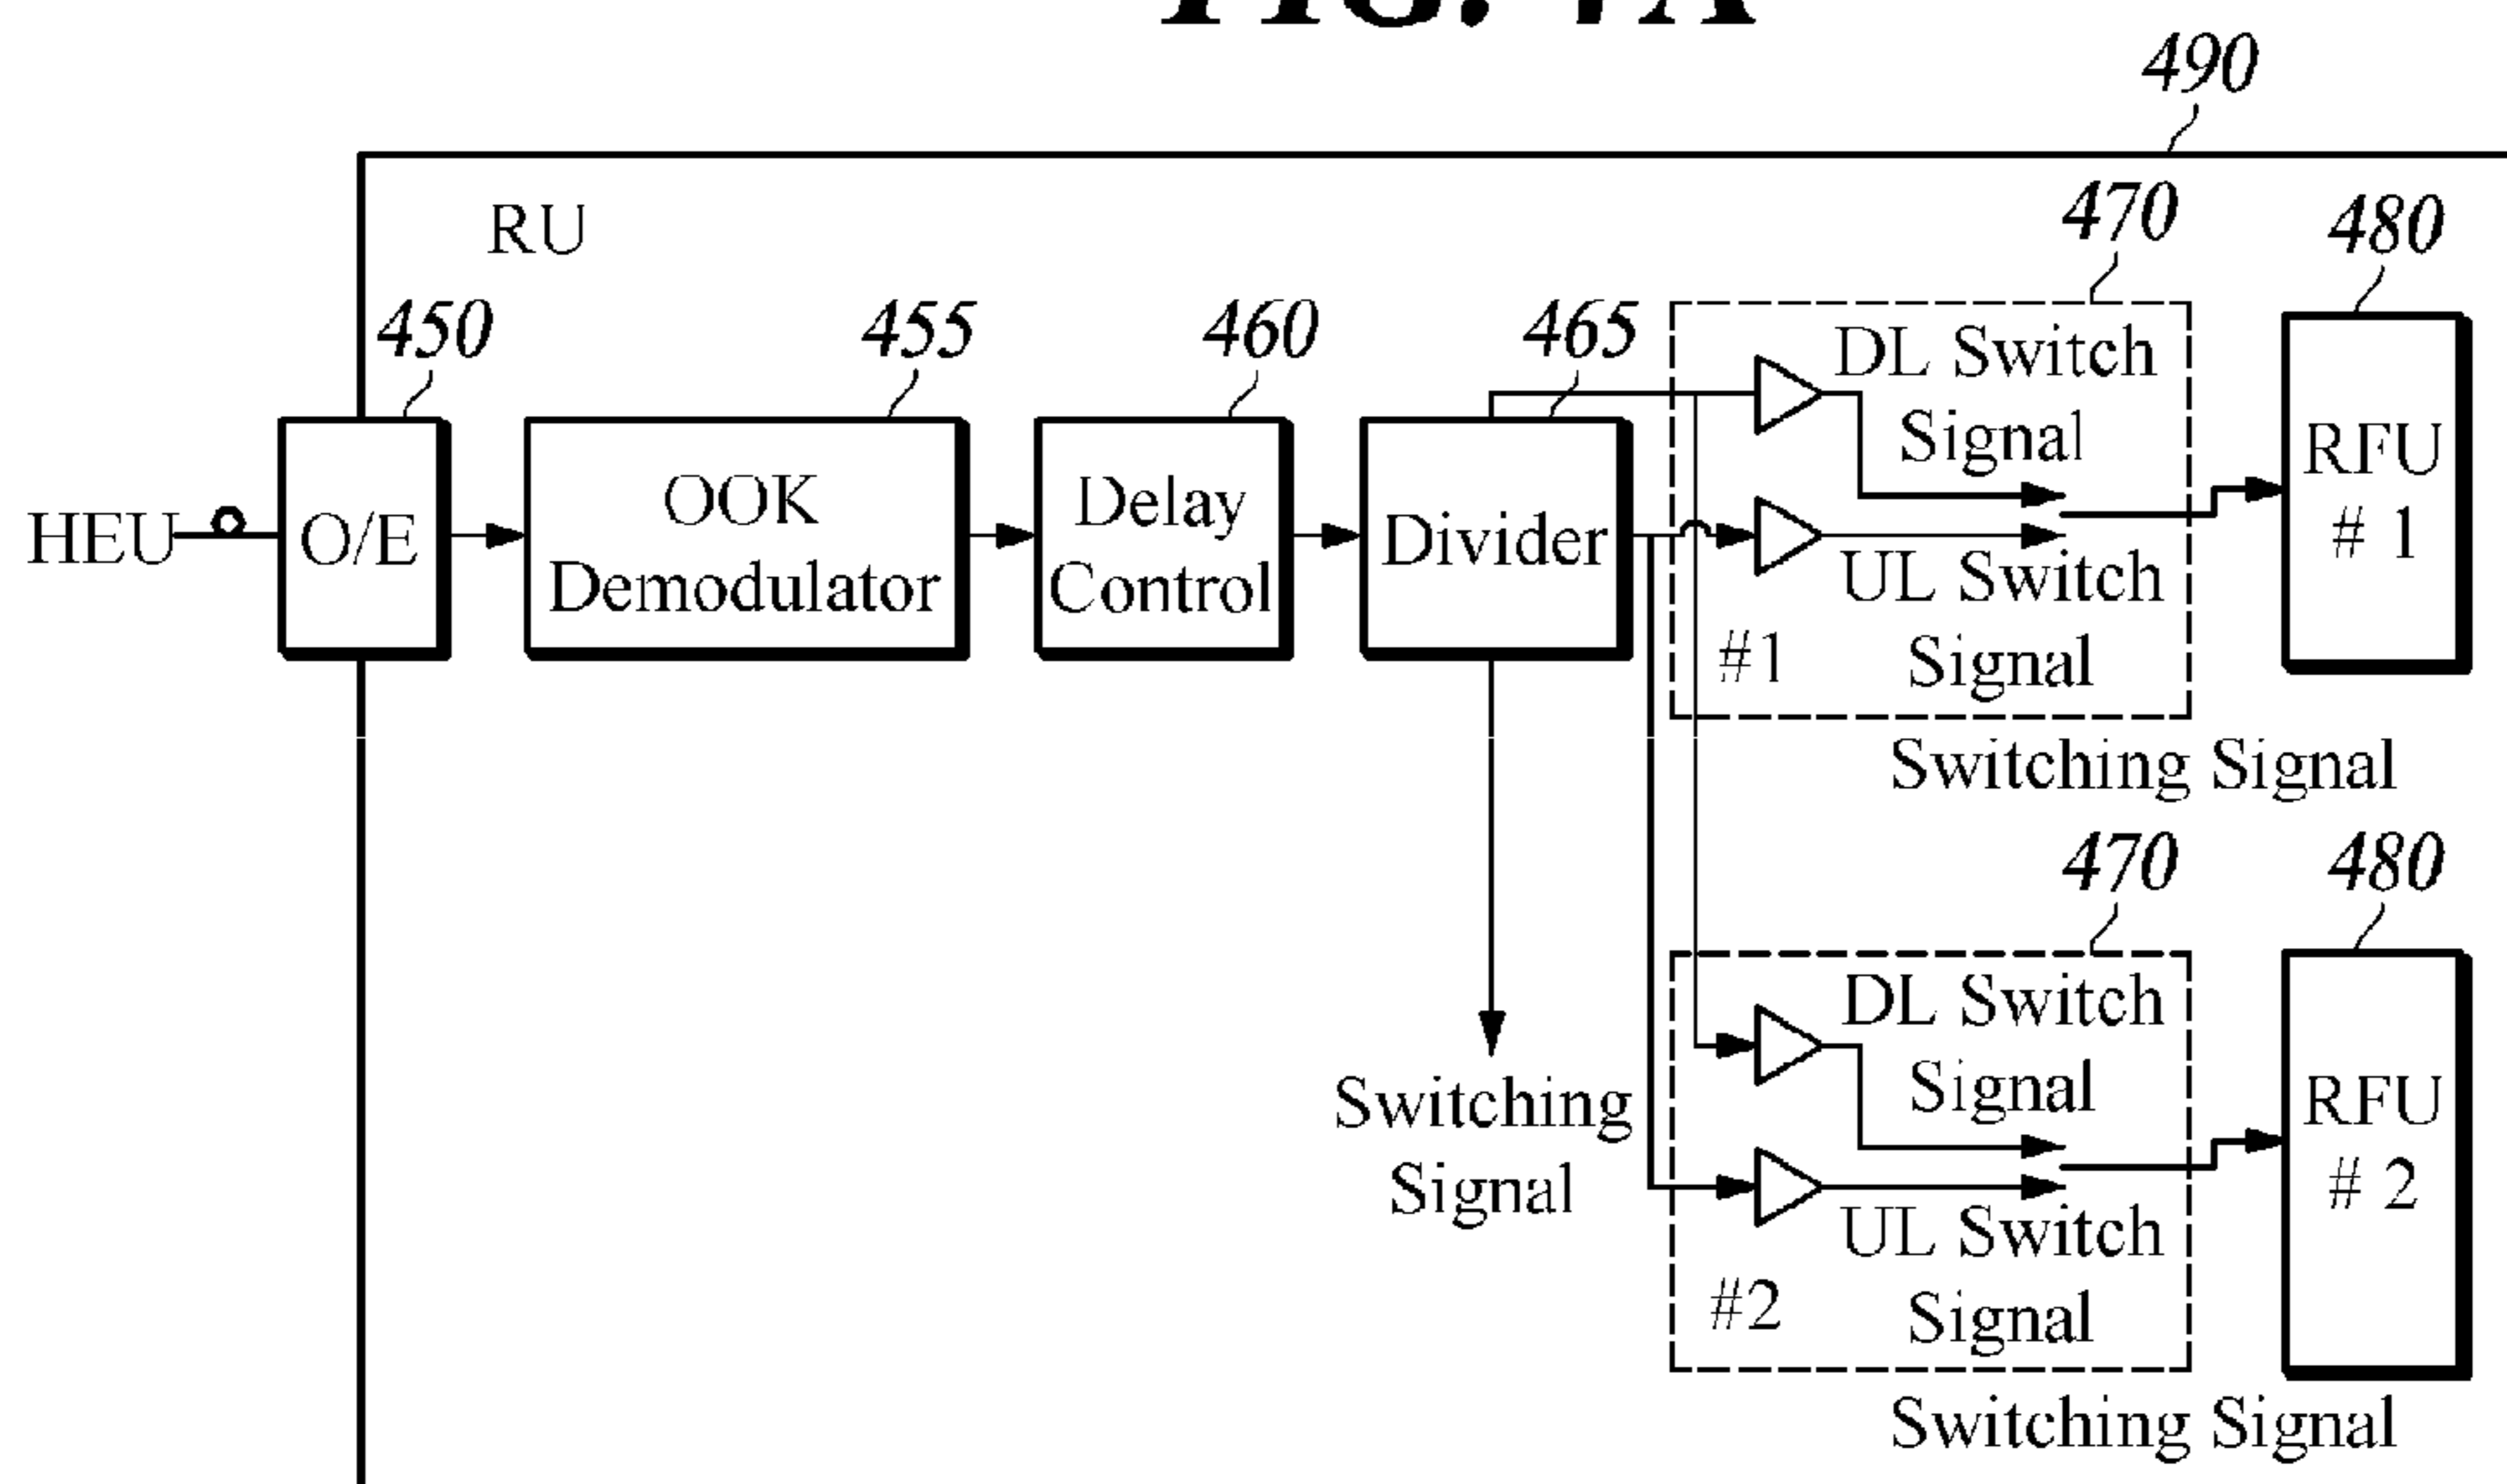 490
RU
470
480
450
455
460
465
HEU
O/E
OOK
Demodulator
Delay
Control
Divider
DL Switch
Signal
UL Switch
Signal
#1
RFU
# 1
Switching Signal
470
480
DL Switch
Signal
UL Switch
Signal
#2
RFU
# 2
Switching
Signal
Switching Signal